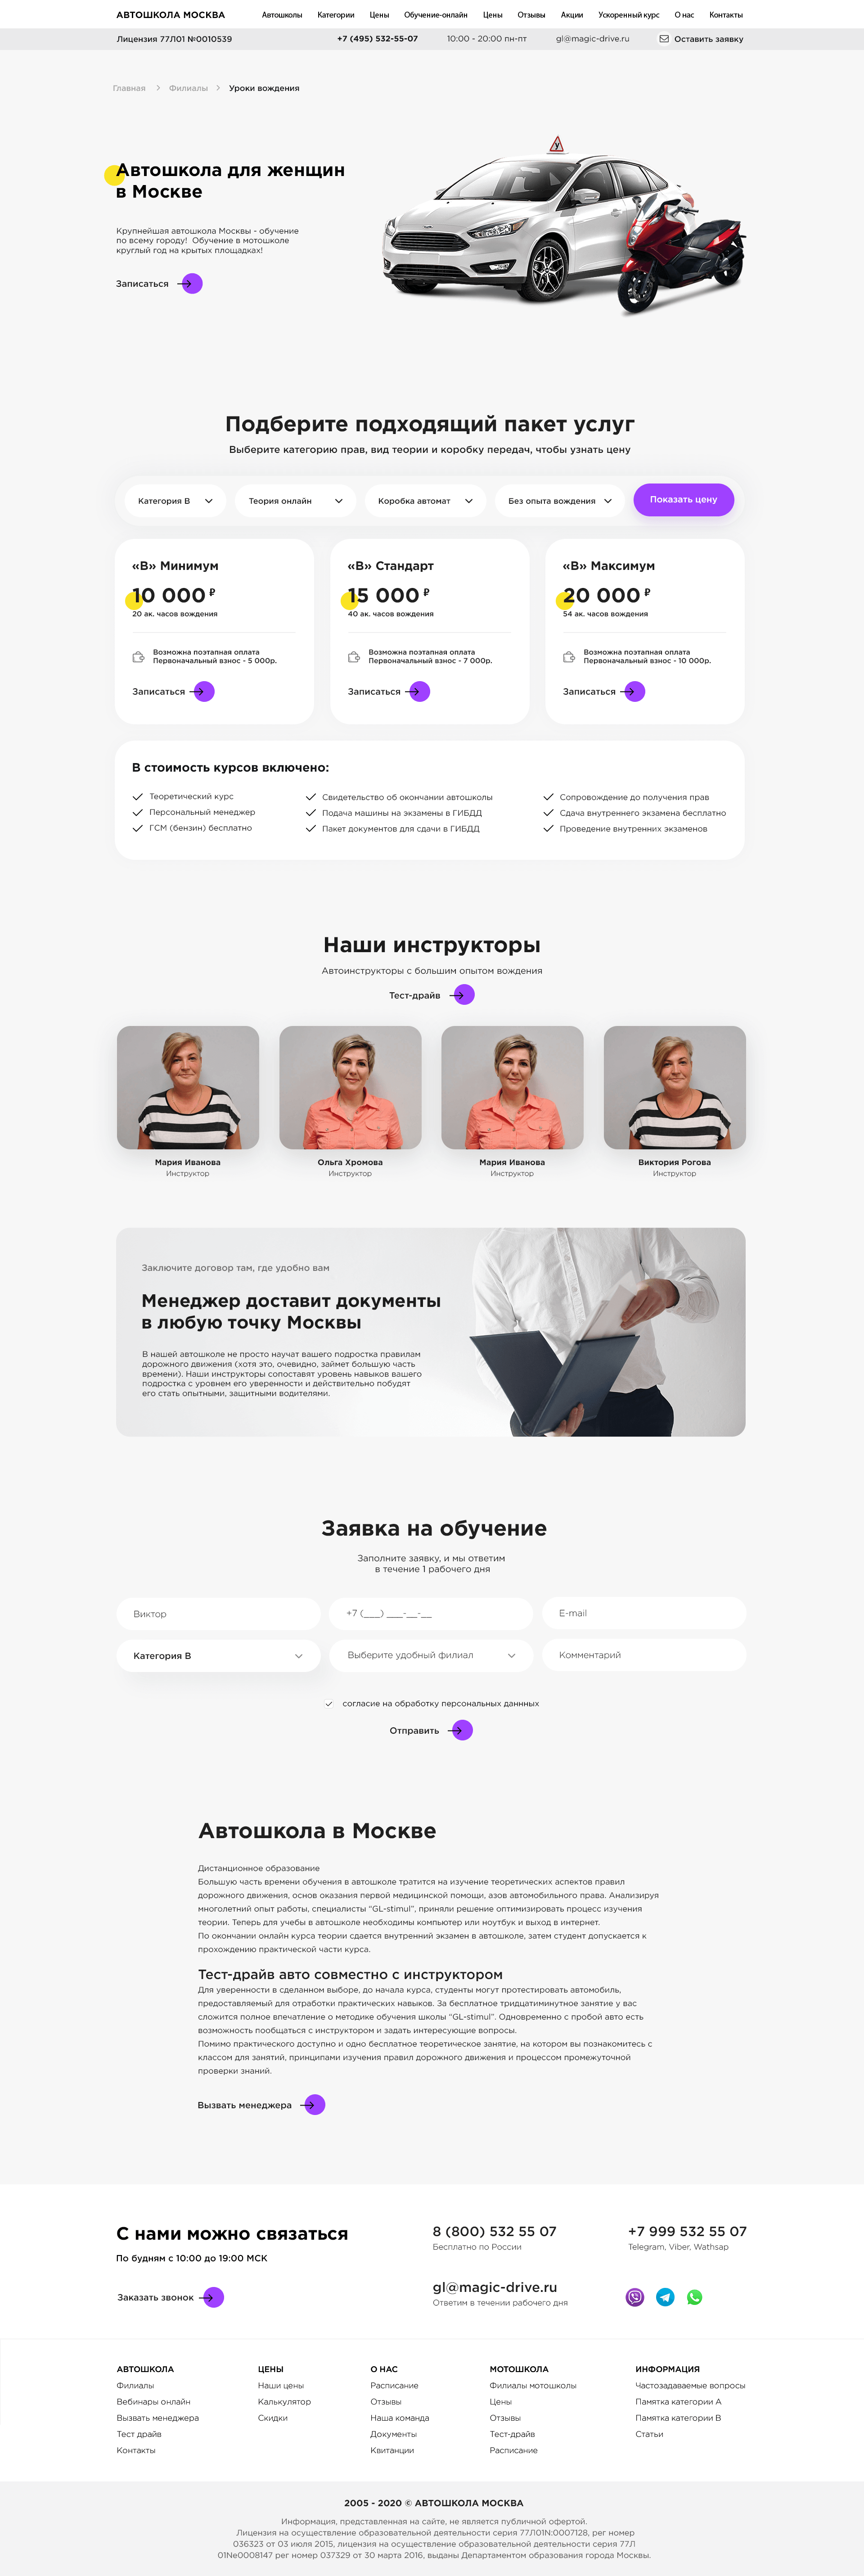 АВТОШКОЛА МОСКВА
Автошколы Категории Цены Обучение-онлайн Цены Отзывы Акции Ускоренный курс О нас Контакты
Лицензия 77Л01 №0010539 +7 (495) 532-55-07 10:00 - 20:00 пн-пт gl@magic-drive.ru Оставить заявку
Главная Филиалы Уроки вождения
Автошкола для женщин
в Москве
Крупнейшая автошкола Москвы - обучение
по всему городу! Обучение в мотошколе
круглый год на крытых площадках!
Записаться
У
Подберите подходящий пакет услуг
Выберите категорию прав, вид теории и коробку передач, чтобы узнать цену
Категория В Теория онлайн Коробка автомат Без опыта вождения Показать цену
«В» Минимум
10 000 ₽
20 ак. часов вождения
Возможна поэтапная оплата
Первоначальный взнос - 5 000р.
Записаться
«В» Стандарт
15 000 ₽
40 ак. часов вождения
Возможна поэтапная оплата
Первоначальный взнос - 7 000р.
Записаться
«В» Максимум
20 000 ₽
54 ак. часов вождения
Возможна поэтапная оплата
Первоначальный взнос - 10 000р.
Записаться
В стоимость курсов включено:
Теоретический курс
Персональный менеджер
ГСМ (бензин) бесплатно
Свидетельство об окончании автошколы
Подача машины на экзамены в ГИБДД
Пакет документов для сдачи в ГИБДД
Сопровождение до получения прав
Сдача внутреннего экзамена бесплатно
Проведение внутренних экзаменов
Наши инструкторы
Автоинструкторы с большим опытом вождения
Тест-драйв
Мария Иванова
Инструктор
Ольга Хромова
Инструктор
Мария Иванова
Инструктор
Виктория Рогова
Инструктор
Заключите договор там, где удобно вам
Менеджер доставит документы
в любую точку Москвы
В нашей автошколе не просто научат вашего подростка правилам
дорожного движения (хотя это, очевидно, займет большую часть
времени). Наши инструкторы сопоставят уровень навыков вашего
подростка с уровнем его уверенности и действительно побудят
его стать опытными, защитными водителями.
Заявка на обучение
Заполните заявку, и мы ответим
в течение 1 рабочего дня
Виктор +7 (___) ___-__-__ E-mail
Категория В Выберите удобный филиал Комментарий
согласие на обработку персональных даннных
Отправить
Автошкола в Москве
Дистанционное образование
Большую часть времени обучения в автошколе тратится на изучение теоретических аспектов правил
дорожного движения, основ оказания первой медицинской помощи, азов автомобильного права. Анализируя
многолетний опыт работы, специалисты “GL-stimul”, приняли решение оптимизировать процесс изучения
теории. Теперь для учебы в автошколе необходимы компьютер или ноутбук и выход в интернет.
По окончании онлайн курса теории сдается внутренний экзамен в автошколе, затем студент допускается к
прохождению практической части курса.
Тест-драйв авто совместно с инструктором
Для уверенности в сделанном выборе, до начала курса, студенты могут протестировать автомобиль,
предоставляемый для отработки практических навыков. За бесплатное тридцатиминутное занятие у вас
сложится полное впечатление о методике обучения школы “GL-stimul”. Одновременно с пробой авто есть
возможность пообщаться с инструктором и задать интересующие вопросы.
Помимо практического доступно и одно бесплатное теоретическое занятие, на котором вы познакомитесь с
классом для занятий, принципами изучения правил дорожного движения и процессом промежуточной
проверки знаний.
Вызвать менеджера
С нами можно связаться
По будням с 10:00 до 19:00 МСК
Заказать звонок
8 (800) 532 55 07
Бесплатно по России
+7 999 532 55 07
Telegram, Viber, Wathsap
gl@magic-drive.ru
Ответим в течении рабочего дня
АВТОШКОЛА
Филиалы
Вебинары онлайн
Вызвать менеджера
Тест драйв
Контакты
ЦЕНЫ
Наши цены
Калькулятор
Скидки
О НАС
Расписание
Отзывы
Наша команда
Документы
Квитанции
МОТОШКОЛА
Филиалы мотошколы
Цены
Отзывы
Тест-драйв
Расписание
ИНФОРМАЦИЯ
Частозадаваемые вопросы
Памятка категории А
Памятка категории В
Статьи
2005 - 2020 © АВТОШКОЛА МОСКВА
Информация, представленная на сайте, не является публичной офертой.
Лицензия на осуществление образовательной деятельности серия 77Л01N:0007128, рег номер
036323 от 03 июля 2015, лицензия на осуществление образовательной деятельности серия 77Л
01Ne0008147 рег номер 037329 от 30 марта 2016, выданы Департаментом образования города Москвы.